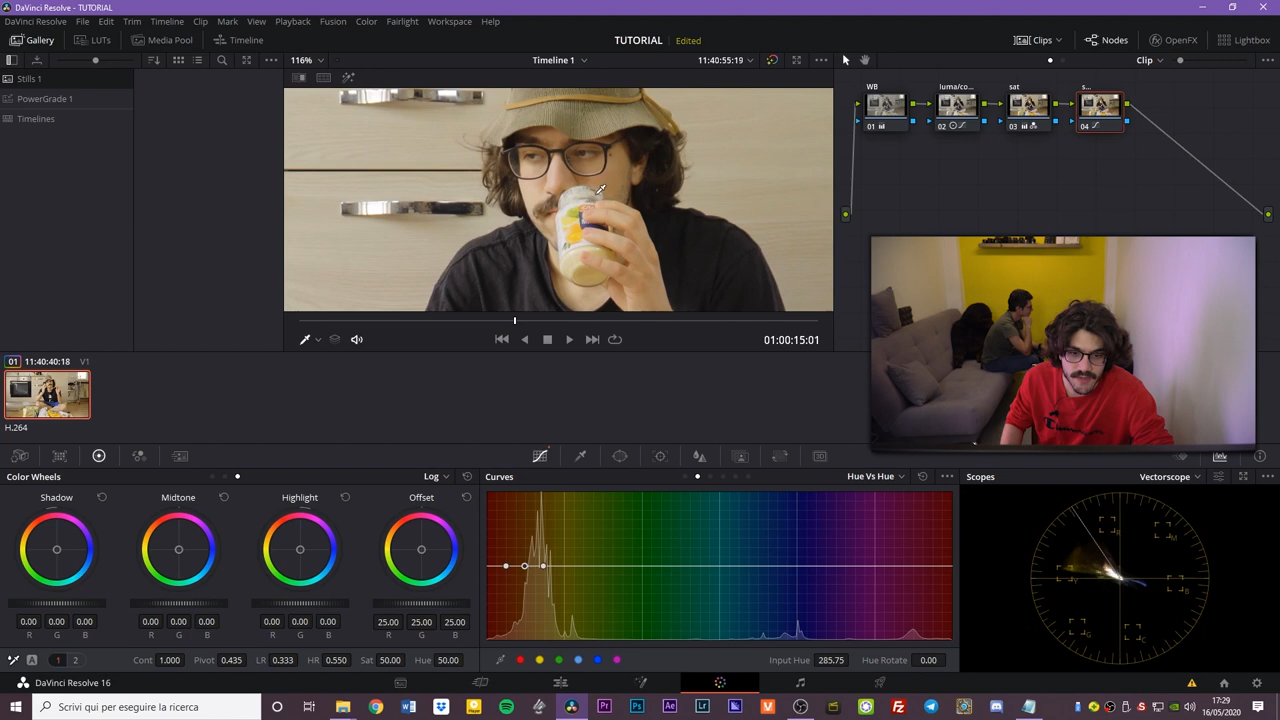 DaVinci Resolve - TUTORIAL
DaVinci Resolve File Edit Trim Timeline Clip Mark View Playback Fusion Color Fairlight Workspace Help
Gallery LUTs Media Pool Timeline TUTORIAL Edited Clips Nodes OpenFX Lightbox
116% Timeline 1 11:40:55:19 Clip
Stills 1
PowerGrade 1
Timelines
WB luma/co... sat s...
01 02 03 04
01:00:15:01
01 11:40:40:18 V1
H.264
Color Wheels Log Curves Hue Vs Hue Scopes Vectorscope
Shadow Midtone Highlight Offset
0.00 0.00 0.00 0.00 0.00 0.00 0.00 0.00 0.00 25.00 25.00 25.00
R G B R G B R G B R G B
A 1 2 Cont 1.000 Pivot 0.435 LR 0.333 HR 0.550 Sat 50.00 Hue 50.00 Input Hue 285.75 Hue Rotate 0.00
R M Y B G C
DaVinci Resolve 16
Scrivi qui per eseguire la ricerca
17:29
16/05/2020